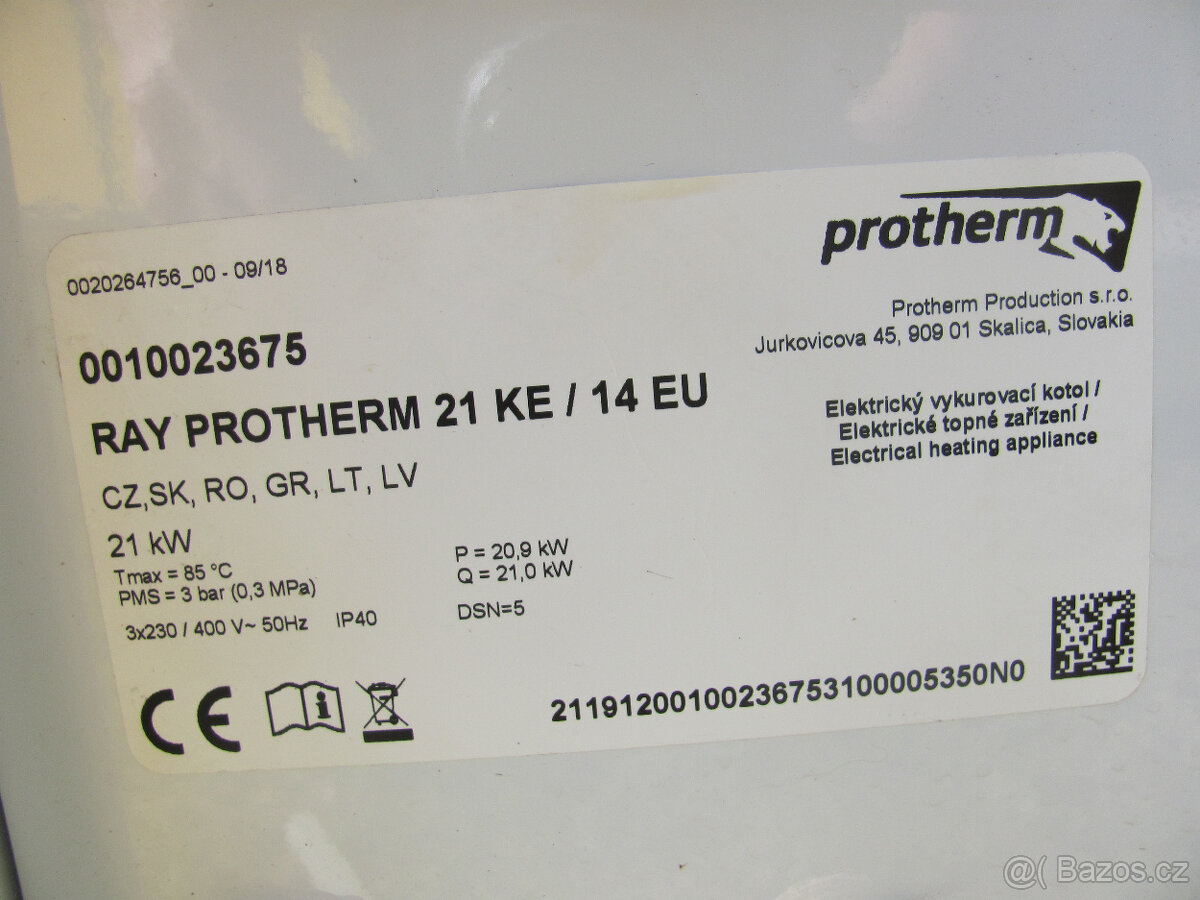 protherm
0020264756_00 - 09/18
Protherm Production s.r.o.
Jurkovicova 45, 909 01 Skalica, Slovakia
0010023675
RAY PROTHERM 21 KE / 14 EU
Elektrický vykurovací kotol /
Elektrické topné zařízení /
Electrical heating appliance
CZ,SK, RO, GR, LT, LV
21 kW
Tmax = 85 °C
PMS = 3 bar (0,3 MPa)
P = 20,9 kW
Q = 21,0 kW
3x230 / 400 V~ 50Hz IP40 DSN=5
CE i
21191200100236753100005350N0
@( Bazos.cz